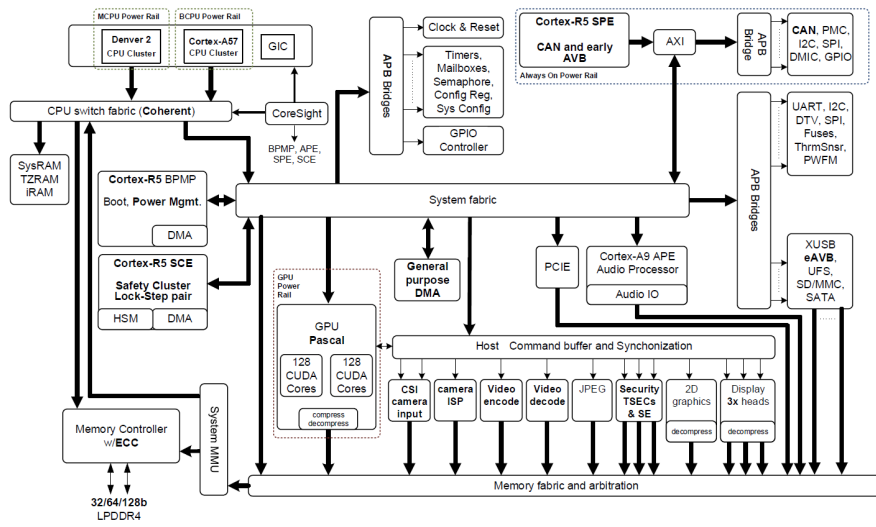 MCPU Power Rail
BCPU Power Rail
Denver 2
CPU Cluster
Cortex-A57
CPU Cluster
GIC
CPU switch fabric (Coherent)
CoreSight
BPMP, APE,
SPE, SCE
SysRAM
TZRAM
iRAM
APB Bridges
Clock & Reset
Timers,
Mailboxes,
Semaphore,
Config Reg,
Sys Config
GPIO
Controller
Cortex-R5 SPE
CAN and early
AVB
Always On Power Rail
AXI
APB
Bridge
CAN, PMC,
I2C, SPI,
DMIC, GPIO
APB Bridges
UART, I2C,
DTV, SPI,
Fuses,
ThrmSnsr,
PWFM
XUSB
eAVB,
UFS,
SD/MMC,
SATA
Cortex-R5 BPMP
Boot, Power Mgmt.
DMA
System fabric
Cortex-R5 SCE
Safety Cluster
Lock-Step pair
HSM
DMA
GPU
Power
Rail
GPU
Pascal
128
CUDA
Cores
128
CUDA
Cores
compress
decompress
General
purpose
DMA
PCIE
Cortex-A9 APE
Audio Processor
Audio IO
Host Command buffer and Synchonization
CSI
camera
input
camera
ISP
Video
encode
Video
decode
JPEG
Security
TSECs
& SE
2D
graphics
decompress
Display
3x heads
decompress
Memory Controller
w/ECC
System MMU
32/64/128b
LPDDR4
Memory fabric and arbitration